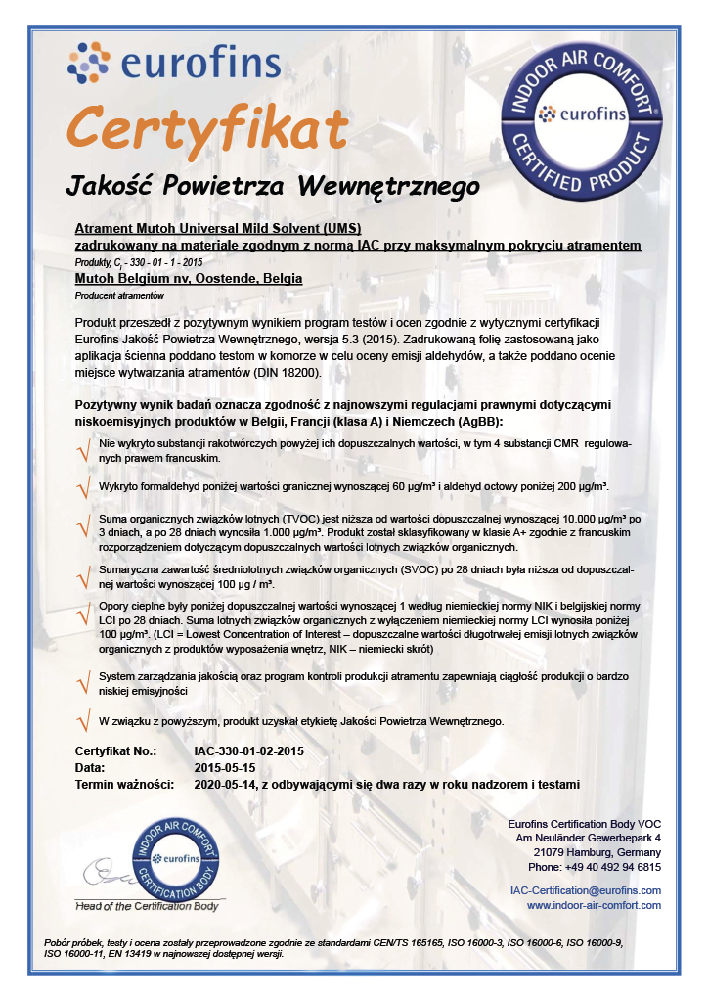 eurofins
INDOOR AIR COMFORT
®
eurofins
CERTIFIED PRODUCT
Certyfikat
Jakość Powietrza Wewnętrznego
Atrament Mutoh Universal Mild Solvent (UMS)
zadrukowany na materiale zgodnym z normą IAC przy maksymalnym pokryciu atramentem
Produkty, C, - 330 - 01 - 1 - 2015
Mutoh Belgium nv, Oostende, Belgia
Producent atramentów
Produkt przeszedł z pozytywnym wynikiem program testów i ocen zgodnie z wytycznymi certyfikacji
Eurofins Jakość Powietrza Wewnętrznego, wersja 5.3 (2015). Zadrukowaną folię zastosowaną jako
aplikacja ścienna poddano testom w komorze w celu oceny emisji aldehydów, a także poddano ocenie
miejsce wytwarzania atramentów (DIN 18200).
Pozytywny wynik badań oznacza zgodność z najnowszymi regulacjami prawnymi dotyczącymi
niskoemisyjnych produktów w Belgii, Francji (klasa A) i Niemczech (AgBB):
√ Nie wykryto substancji rakotwórczych powyżej ich dopuszczalnych wartości, w tym 4 substancji CMR regulowa-
nych prawem francuskim.
√ Wykryto formaldehyd poniżej wartości granicznej wynoszącej 60 µg/m³ i aldehyd octowy poniżej 200 µg/m³.
√ Suma organicznych związków lotnych (TVOC) jest niższa od wartości dopuszczalnej wynoszącej 10.000 µg/m³ po
3 dniach, a po 28 dniach wynosiła 1.000 µg/m³. Produkt został sklasyfikowany w klasie A+ zgodnie z francuskim
rozporządzeniem dotyczącym dopuszczalnych wartości lotnych związków organicznych.
√ Sumaryczna zawartość średniolotnych związków organicznych (SVOC) po 28 dniach była niższa od dopuszczal-
nej wartości wynoszącej 100 µg / m³.
√ Opory cieplne były poniżej dopuszczalnej wartości wynoszącej 1 według niemieckiej normy NIK i belgijskiej normy
LCI po 28 dniach. Suma lotnych związków organicznych z wyłączeniem niemieckiej normy LCI wynosiła poniżej
100 µg/m³. (LCI = Lowest Concentration of Interest – dopuszczalne wartości długotrwałej emisji lotnych związków
organicznych z produktów wyposażenia wnętrz, NIK – niemiecki skrót)
√ System zarządzania jakością oraz program kontroli produkcji atramentu zapewniają ciągłość produkcji o bardzo
niskiej emisyjności
√ W związku z powyższym, produkt uzyskał etykietę Jakości Powietrza Wewnętrznego.
Certyfikat No.: IAC-330-01-02-2015
Data: 2015-05-15
Termin ważności: 2020-05-14, z odbywającymi się dwa razy w roku nadzorem i testami
INDOOR AIR COMFORT
eurofins
CERTIFICATION BODY
Head of the Certification Body
Eurofins Certification Body VOC
Am Neuländer Gewerbepark 4
21079 Hamburg, Germany
Phone: +49 40 492 94 6815
IAC-Certification@eurofins.com
www.indoor-air-comfort.com
Pobór próbek, testy i ocena zostały przeprowadzone zgodnie ze standardami CEN/TS 165165, ISO 16000-3, ISO 16000-6, ISO 16000-9,
ISO 16000-11, EN 13419 w najnowszej dostępnej wersji.